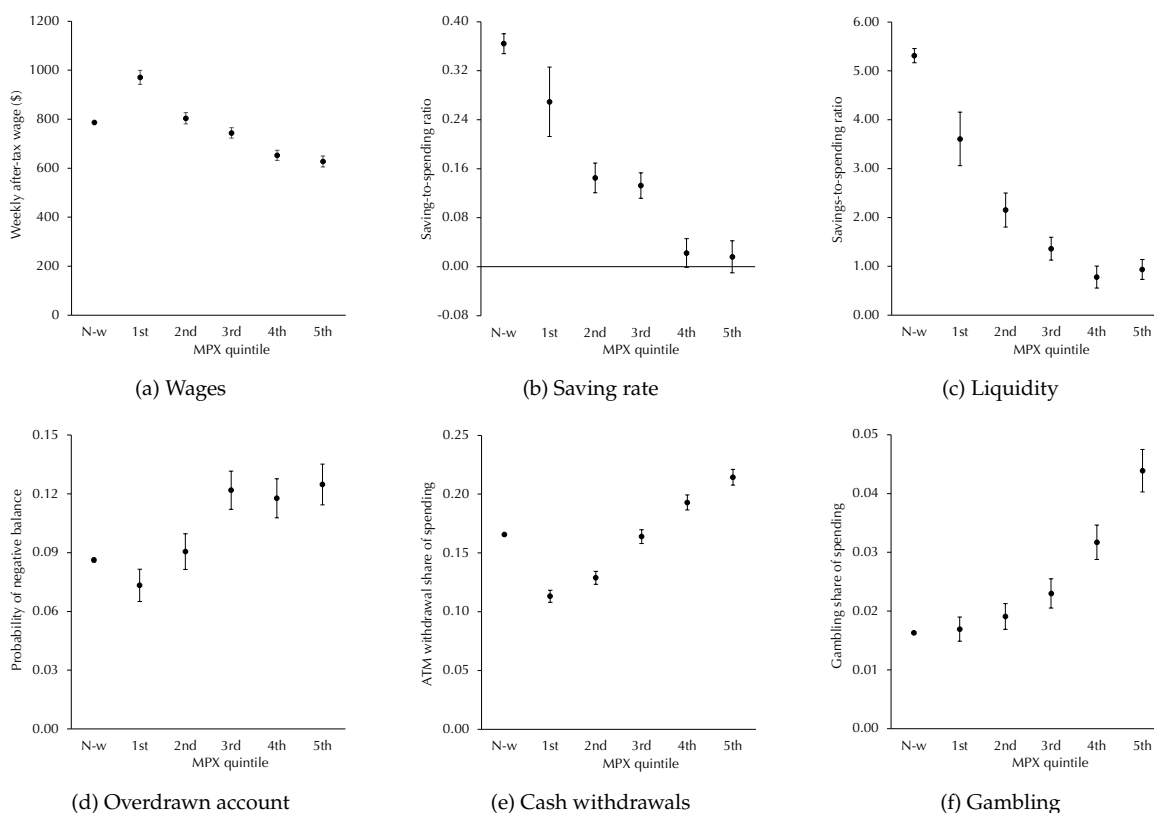 Weekly after-tax wage ($)
1200
1000
800
600
400
200
0
N-w 1st 2nd 3rd 4th 5th
MPX quintile
(a) Wages
Saving-to-spending ratio
0.40
0.32
0.24
0.16
0.08
0.00
-0.08
N-w 1st 2nd 3rd 4th 5th
MPX quintile
(b) Saving rate
Savings-to-spending ratio
6.00
5.00
4.00
3.00
2.00
1.00
0.00
N-w 1st 2nd 3rd 4th 5th
MPX quintile
(c) Liquidity
Probability of negative balance
0.15
0.12
0.09
0.06
0.03
0.00
N-w 1st 2nd 3rd 4th 5th
MPX quintile
(d) Overdrawn account
ATM withdrawal share of spending
0.25
0.20
0.15
0.10
0.05
0.00
N-w 1st 2nd 3rd 4th 5th
MPX quintile
(e) Cash withdrawals
Gambling share of spending
0.05
0.04
0.03
0.02
0.01
0.00
N-w 1st 2nd 3rd 4th 5th
MPX quintile
(f) Gambling